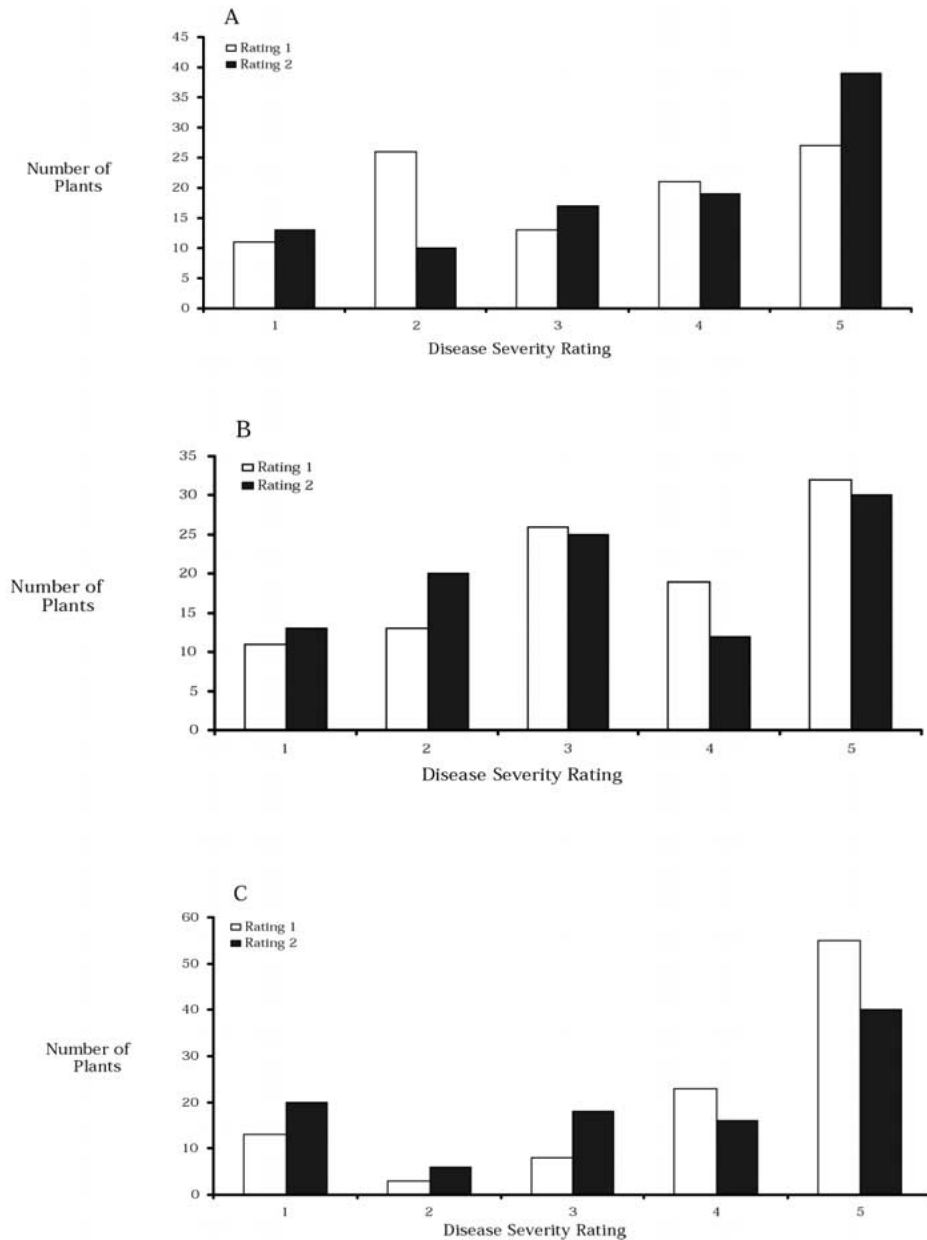 A
Rating 1
Rating 2
45
40
35
30
25
20
15
10
5
0
Number of
Plants
1 2 3 4 5
Disease Severity Rating
B
Rating 1
Rating 2
35
30
25
20
15
10
5
0
Number of
Plants
1 2 3 4 5
Disease Severity Rating
C
Rating 1
Rating 2
60
50
40
30
20
10
0
Number of
Plants
1 2 3 4 5
Disease Severity Rating